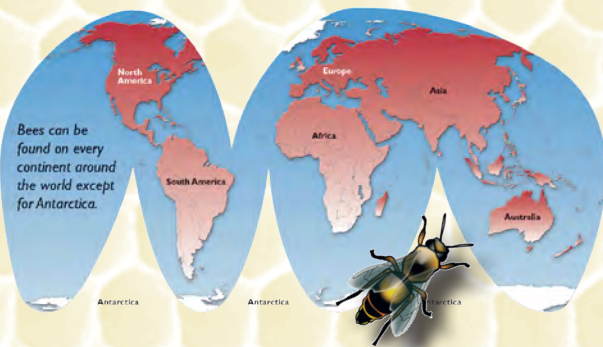 North
America
Europe
Asia
Bees can be
found on every
continent around
the world except
for Antarctica.
Africa
South America
Australia
Antarctica
Antarctica
Antarctica